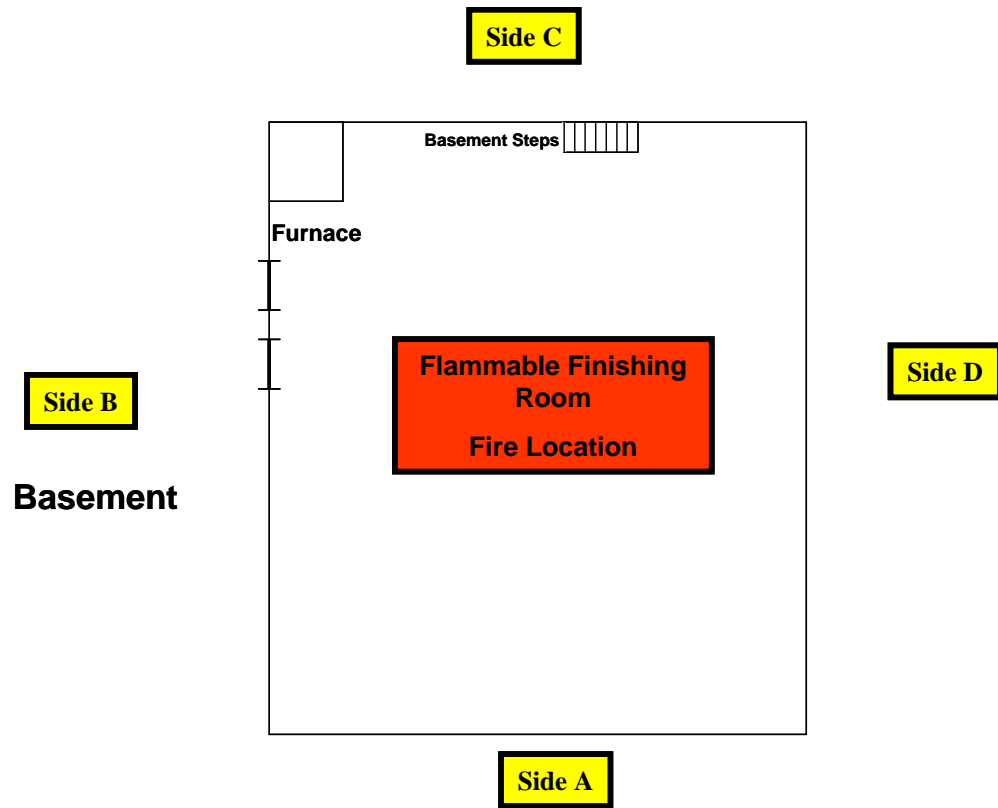 Side C
Basement Steps
Furnace
Flammable Finishing
Room
Fire Location
Side D
Side B
Basement
Side A